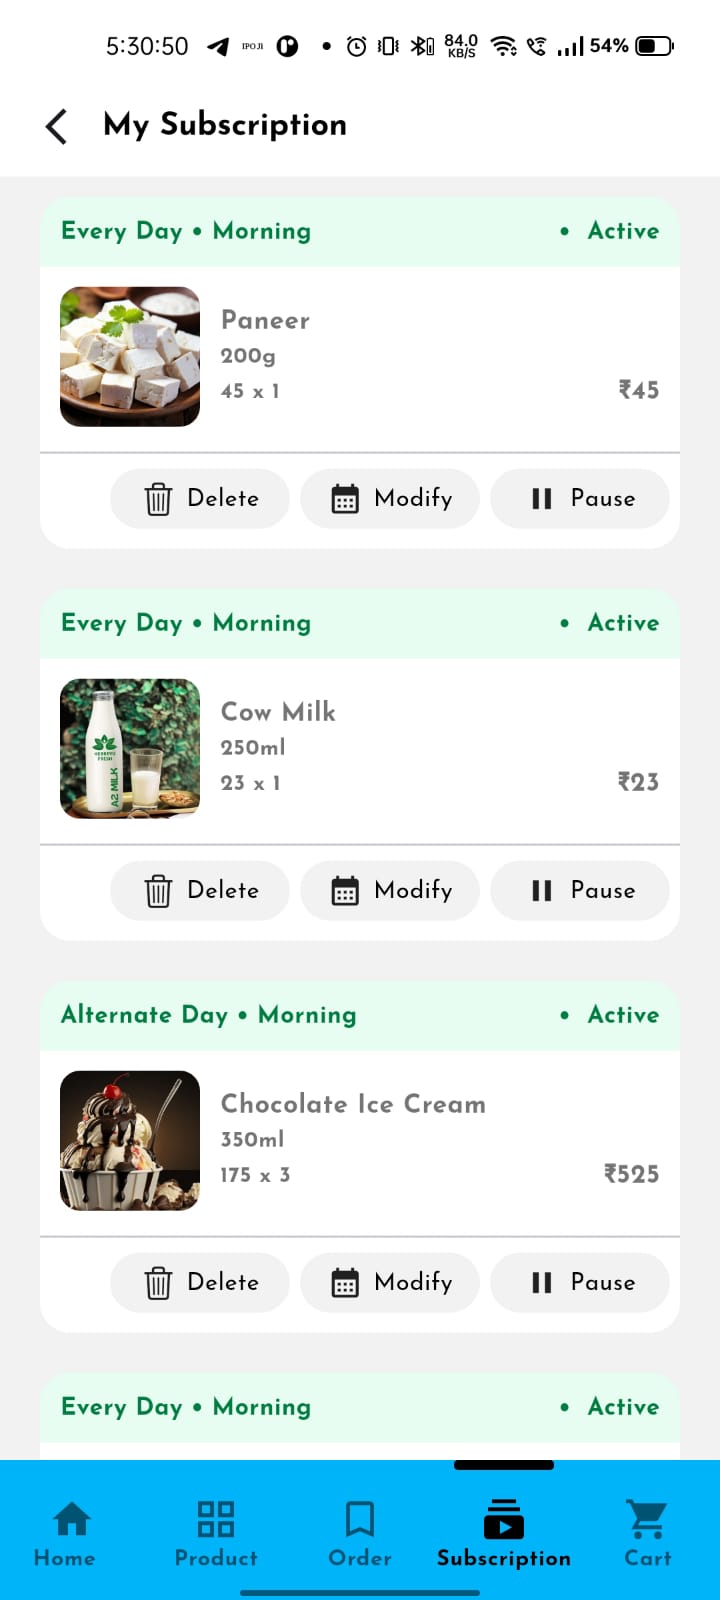 5:30:50 IPOJI 84.0 KB/S 54%
My Subscription
Every Day • Morning • Active
Paneer
200g
45 x 1 ₹45
Delete Modify Pause
Every Day • Morning • Active
Cow Milk
250ml
23 x 1 ₹23
A2 MILK
Delete Modify Pause
Alternate Day • Morning • Active
Chocolate Ice Cream
350ml
175 x 3 ₹525
Delete Modify Pause
Every Day • Morning • Active
Home Product Order Subscription Cart